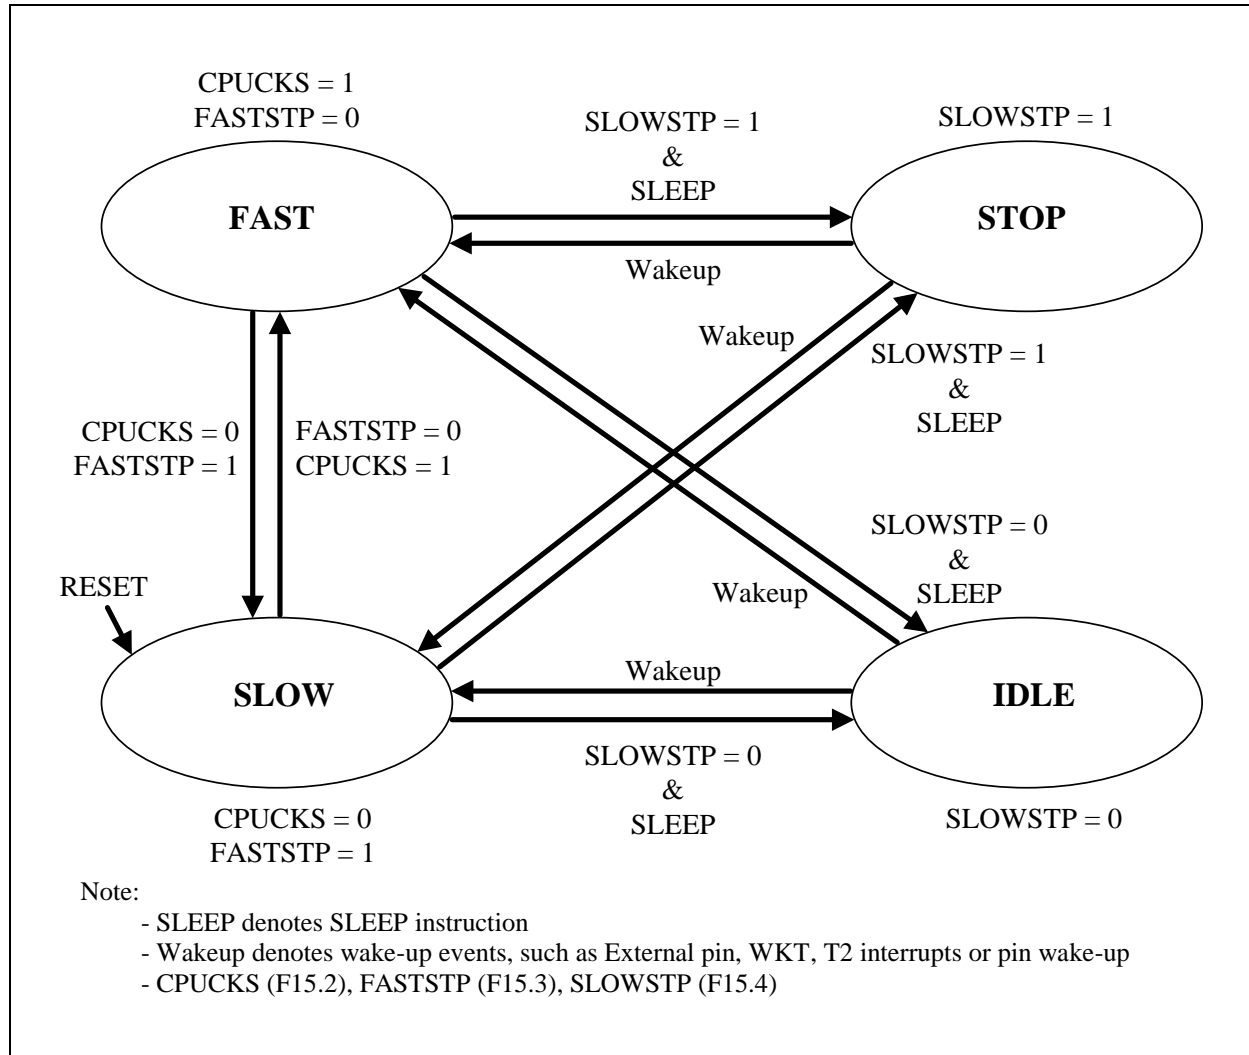 CPUCKS = 1
FASTSTP = 0
SLOWSTP = 1
&
SLEEP
SLOWSTP = 1
FAST
STOP
Wakeup
Wakeup
SLOWSTP = 1
&
SLEEP
CPUCKS = 0
FASTSTP = 1
FASTSTP = 0
CPUCKS = 1
SLOWSTP = 0
&
SLEEP
RESET
Wakeup
SLOW
Wakeup
IDLE
SLOWSTP = 0
&
SLEEP
CPUCKS = 0
FASTSTP = 1
SLOWSTP = 0
Note:
- SLEEP denotes SLEEP instruction
- Wakeup denotes wake-up events, such as External pin, WKT, T2 interrupts or pin wake-up
- CPUCKS (F15.2), FASTSTP (F15.3), SLOWSTP (F15.4)